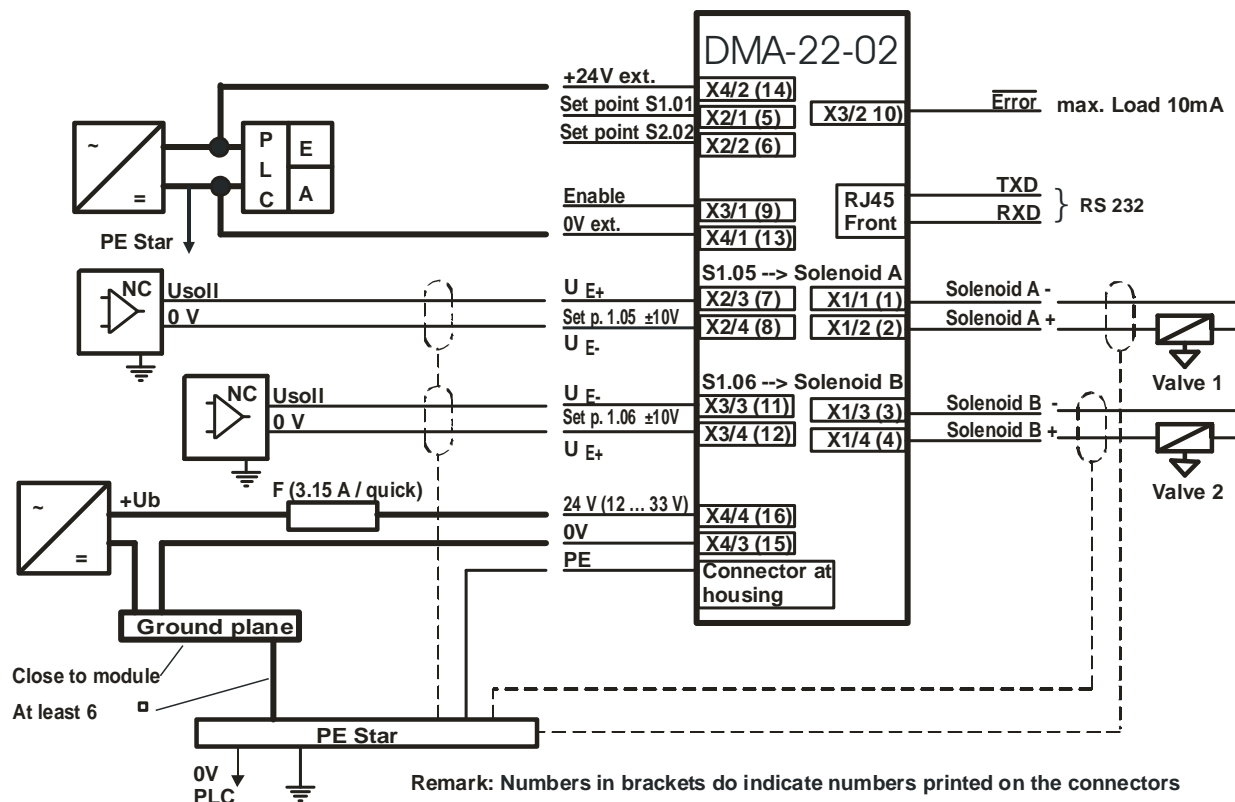 DMA-22-02
+24V ext.
X4/2 (14)
Set point S1.01
X2/1 (5)
Set point S2.02
X2/2 (6)
X3/2 10)
Error
max. Load 10mA
~
=
P
L
C
E
A
PE Star
Enable
X3/1 (9)
0V ext.
X4/1 (13)
RJ45
Front
TXD
RXD
} RS 232
NC
Usoll
0 V
U E+
Set p. 1.05 ±10V
U E-
S1.05 --> Solenoid A
X2/3 (7)
X2/4 (8)
X1/1 (1)
X1/2 (2)
Solenoid A -
Solenoid A +
Valve 1
NC
Usoll
0 V
U E-
Set p. 1.06 ±10V
U E+
S1.06 --> Solenoid B
X3/3 (11)
X3/4 (12)
X1/3 (3)
X1/4 (4)
Solenoid B -
Solenoid B +
Valve 2
~
=
+Ub
F (3.15 A / quick)
24 V (12 ... 33 V)
X4/4 (16)
0V
X4/3 (15)
PE
Connector at
housing
Ground plane
Close to module
At least 6 □
PE Star
0V
PLC
Remark: Numbers in brackets do indicate numbers printed on the connectors